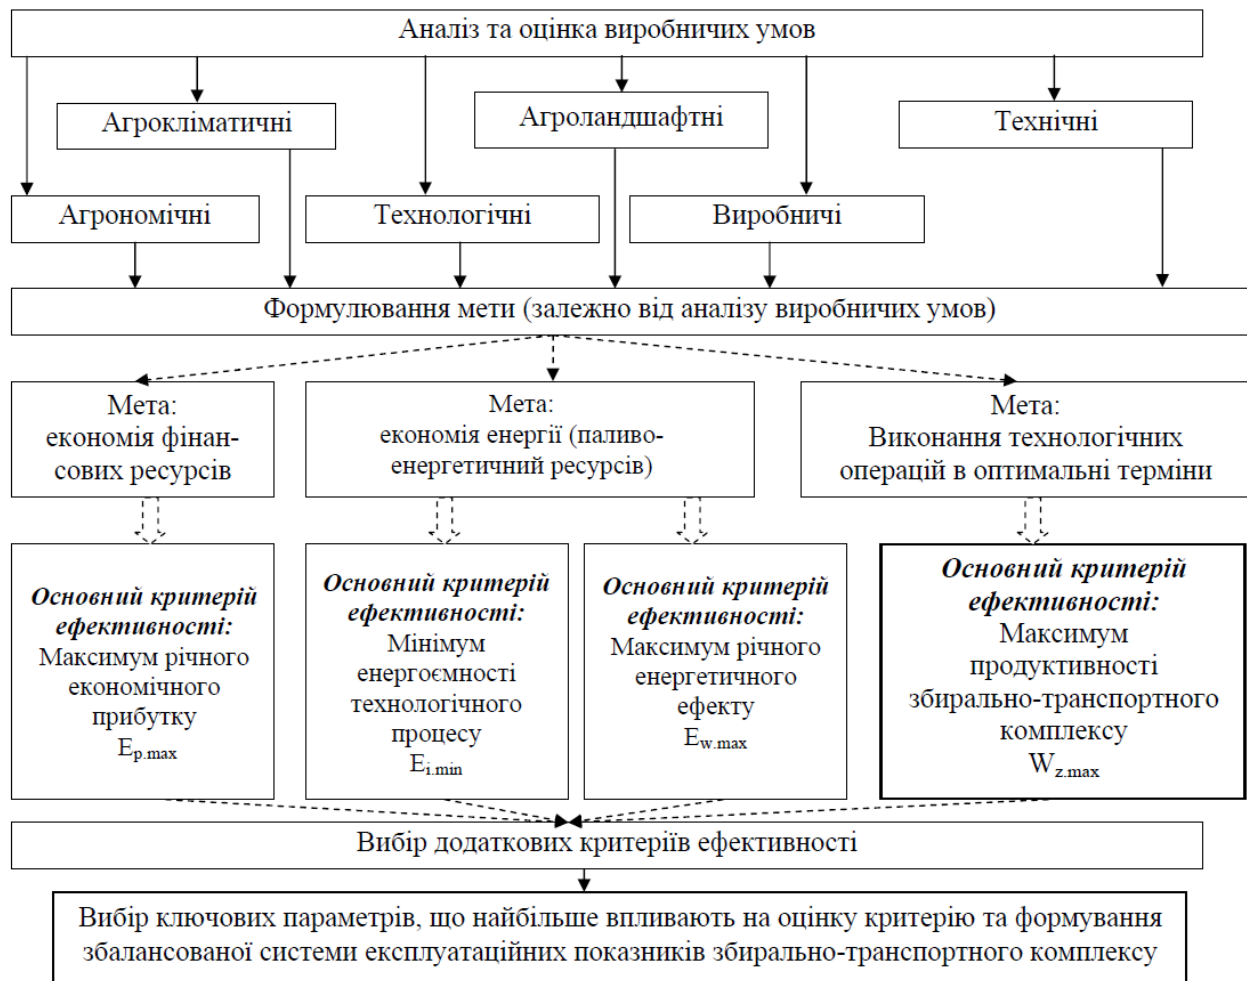 Аналіз та оцінка виробничих умов
Агрокліматичні
Агроландшафтні
Технічні
Агрономічні
Технологічні
Виробничі
Формулювання мети (залежно від аналізу виробничих умов)
Мета:
економія фінан-
сових ресурсів
Мета:
економія енергії (паливо-
енергетичний ресурсів)
Мета:
Виконання технологічних
операцій в оптимальні терміни
Основний критерій
ефективності:
Максимум річного
економічного
прибутку
Ep.max
Основний критерій
ефективності:
Мінімум
енергоємності
технологічного
процесу
Ei.min
Основний критерій
ефективності:
Максимум річного
енергетичного
ефекту
Ew.max
Основний критерій
ефективності:
Максимум
продуктивності
збирально-транспортного
комплексу
Wz.max
Вибір додаткових критеріїв ефективності
Вибір ключових параметрів, що найбільше впливають на оцінку критерію та формування
збалансованої системи експлуатаційних показників збирально-транспортного комплексу